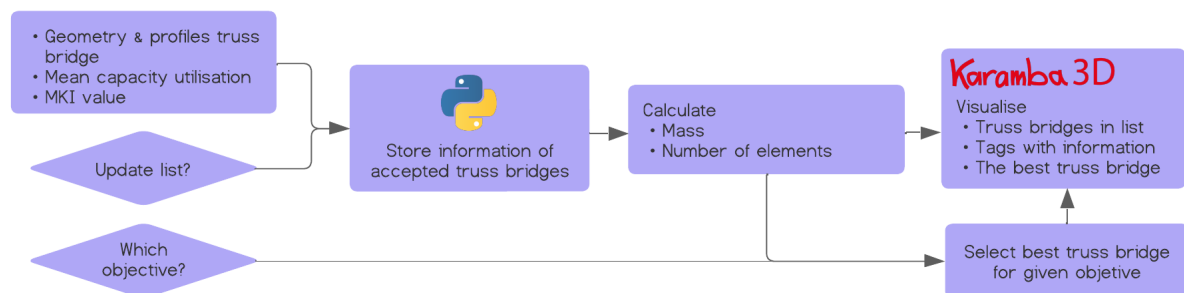 • Geometry & profiles truss
bridge
• Mean capacity utilisation
• MKI value
Update list?
Which
objective?
Store information of
accepted truss bridges
Calculate
• Mass
• Number of elements
Karamba 3D
Visualise
• Truss bridges in list
• Tags with information
• The best truss bridge
Select best truss bridge
for given objetive